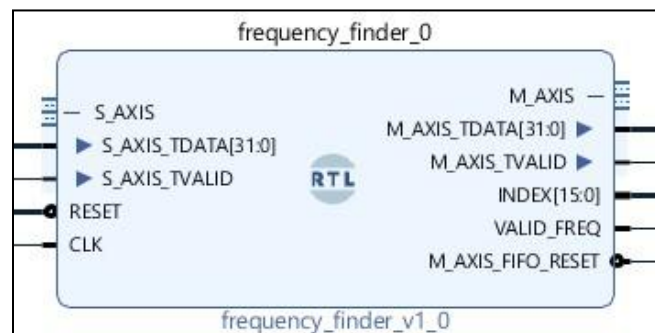 frequency_finder_0
S_AXIS
S_AXIS_TDATA[31:0]
S_AXIS_TVALID
RESET
CLK
RTL
M_AXIS
M_AXIS_TDATA[31:0]
M_AXIS_TVALID
INDEX[15:0]
VALID_FREQ
M_AXIS_FIFO_RESET
frequency_finder_v1_0